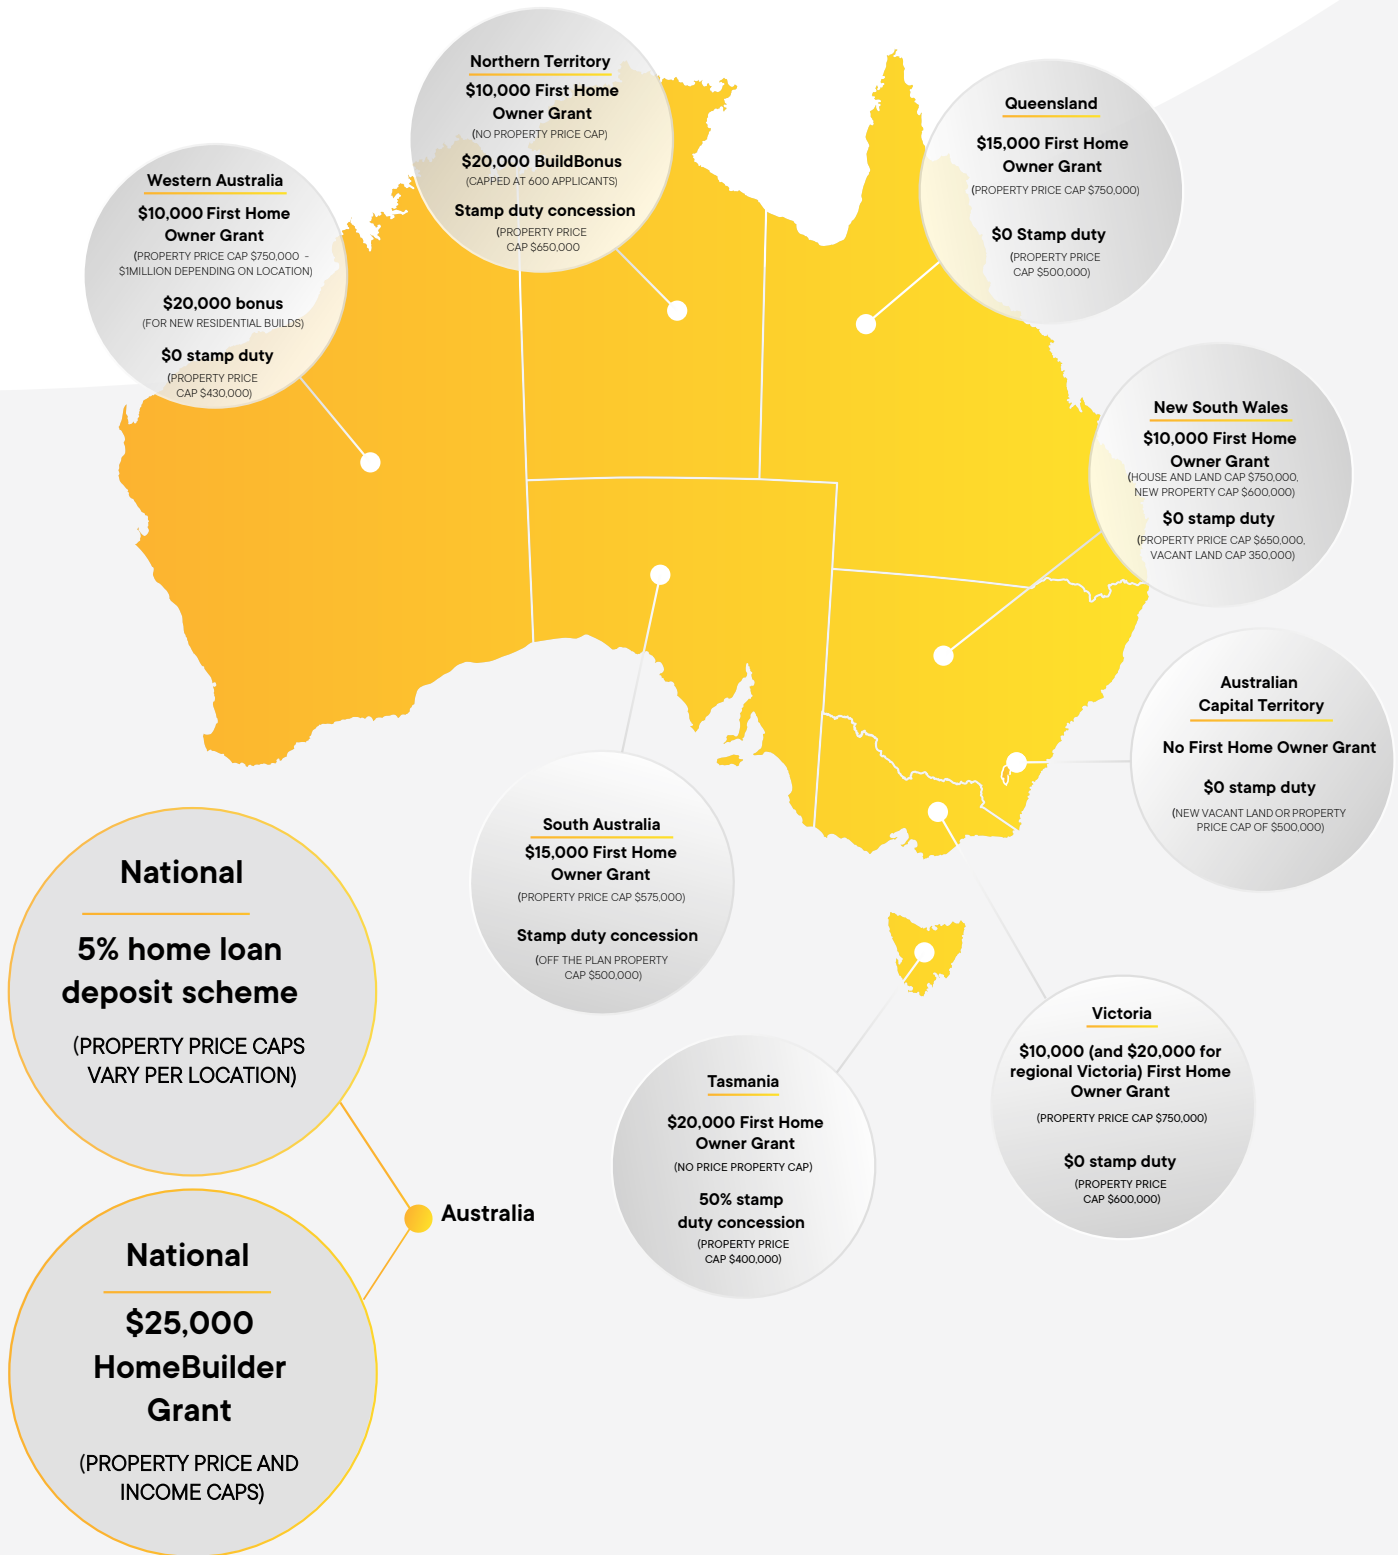 Northern Territory
$10,000 First Home
Owner Grant
(NO PROPERTY PRICE CAP)
$20,000 BuildBonus
(CAPPED AT 600 APPLICANTS)
Stamp duty concession
(PROPERTY PRICE
CAP $650,000
Queensland
$15,000 First Home
Owner Grant
(PROPERTY PRICE CAP $750,000)
$0 Stamp duty
(PROPERTY PRICE
CAP $500,000)
Western Australia
$10,000 First Home
Owner Grant
(PROPERTY PRICE CAP $750,000 -
$1MILLION DEPENDING ON LOCATION)
$20,000 bonus
(FOR NEW RESIDENTIAL BUILDS)
$0 stamp duty
(PROPERTY PRICE
CAP $430,000)
New South Wales
$10,000 First Home
Owner Grant
(HOUSE AND LAND CAP $750,000,
NEW PROPERTY CAP $600,000)
$0 stamp duty
(PROPERTY PRICE CAP $650,000,
VACANT LAND CAP 350,000)
Australian
Capital Territory
No First Home Owner Grant
$0 stamp duty
(NEW VACANT LAND OR PROPERTY
PRICE CAP OF $500,000)
South Australia
$15,000 First Home
Owner Grant
(PROPERTY PRICE CAP $575,000)
Stamp duty concession
(OFF THE PLAN PROPERTY
CAP $500,000)
National
5% home loan
deposit scheme
(PROPERTY PRICE CAPS
VARY PER LOCATION)
Victoria
$10,000 (and $20,000 for
regional Victoria) First Home
Owner Grant
(PROPERTY PRICE CAP $750,000)
$0 stamp duty
(PROPERTY PRICE
CAP $600,000)
Tasmania
$20,000 First Home
Owner Grant
(NO PRICE PROPERTY CAP)
50% stamp
duty concession
(PROPERTY PRICE
CAP $400,000)
Australia
National
$25,000
HomeBuilder
Grant
(PROPERTY PRICE AND
INCOME CAPS)